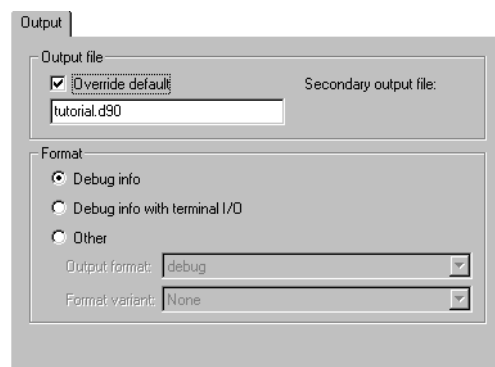 Output
Output file
Override default
Secondary output file:
tutorial.d90
Format
Debug info
Debug info with terminal I/O
Other
Output format: debug
Format variant: None